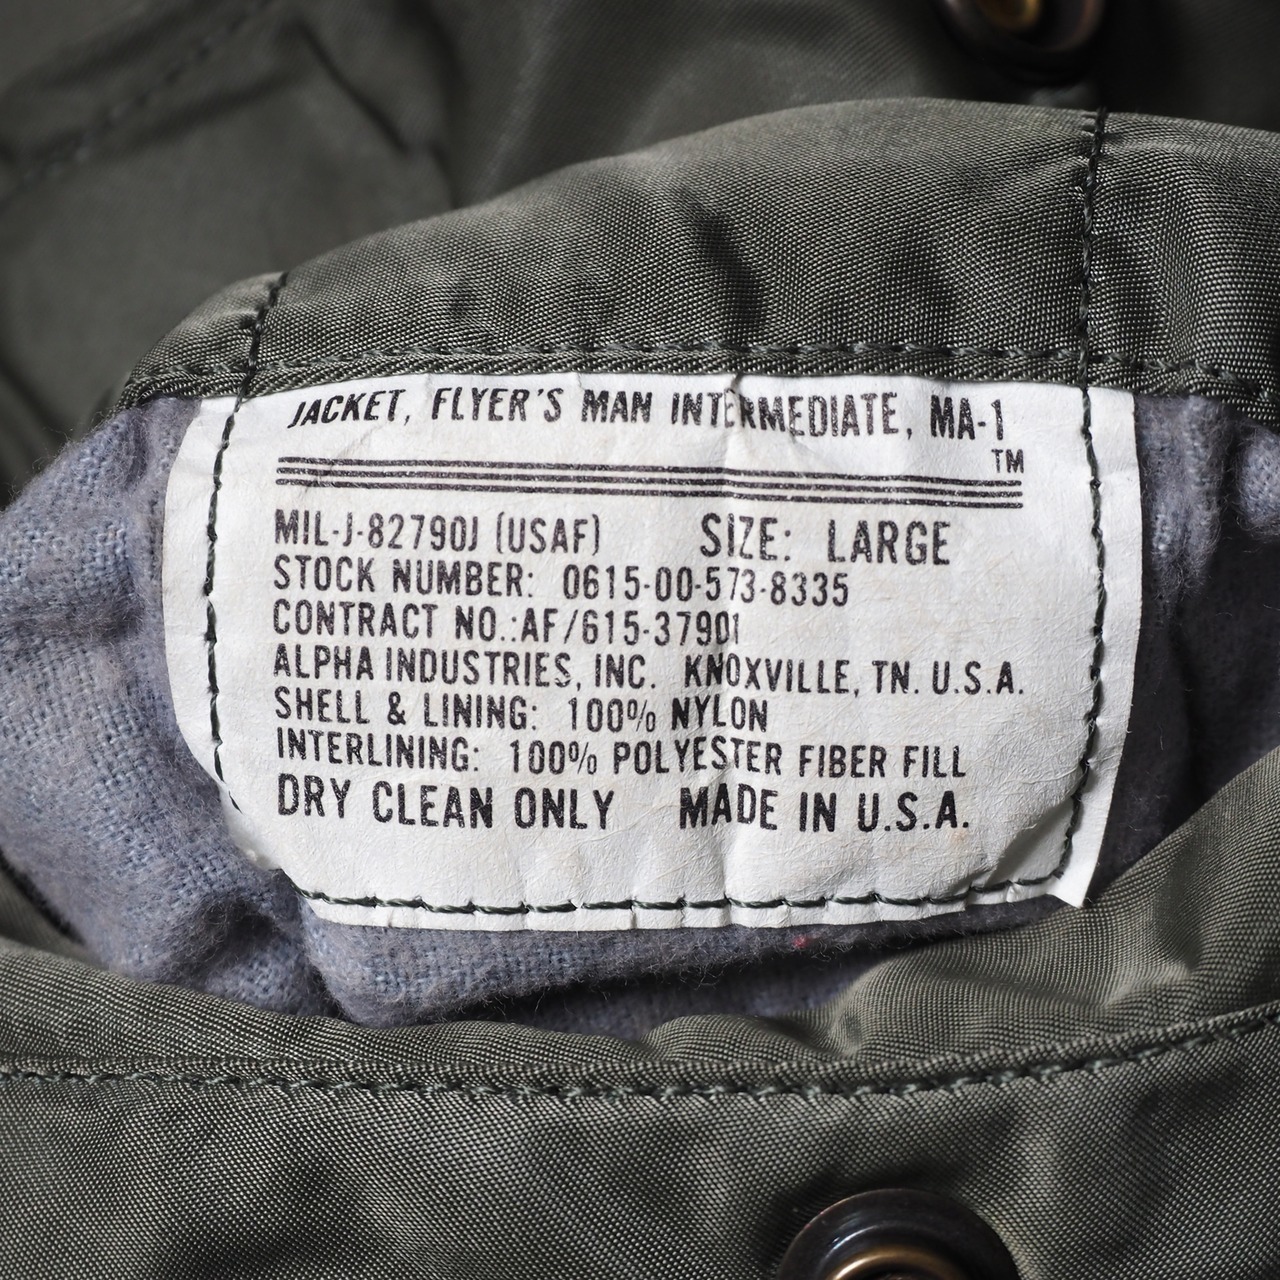 JACKET, FLYER'S MAN INTERMEDIATE, MA-1
TM
MIL-J-82790J (USAF) SIZE: LARGE
STOCK NUMBER: 0615-00-573-8335
CONTRACT NO.:AF/615-37901
ALPHA INDUSTRIES, INC. KNOXVILLE, TN. U.S.A.
SHELL & LINING: 100% NYLON
INTERLINING: 100% POLYESTER FIBER FILL
DRY CLEAN ONLY MADE IN U.S.A.